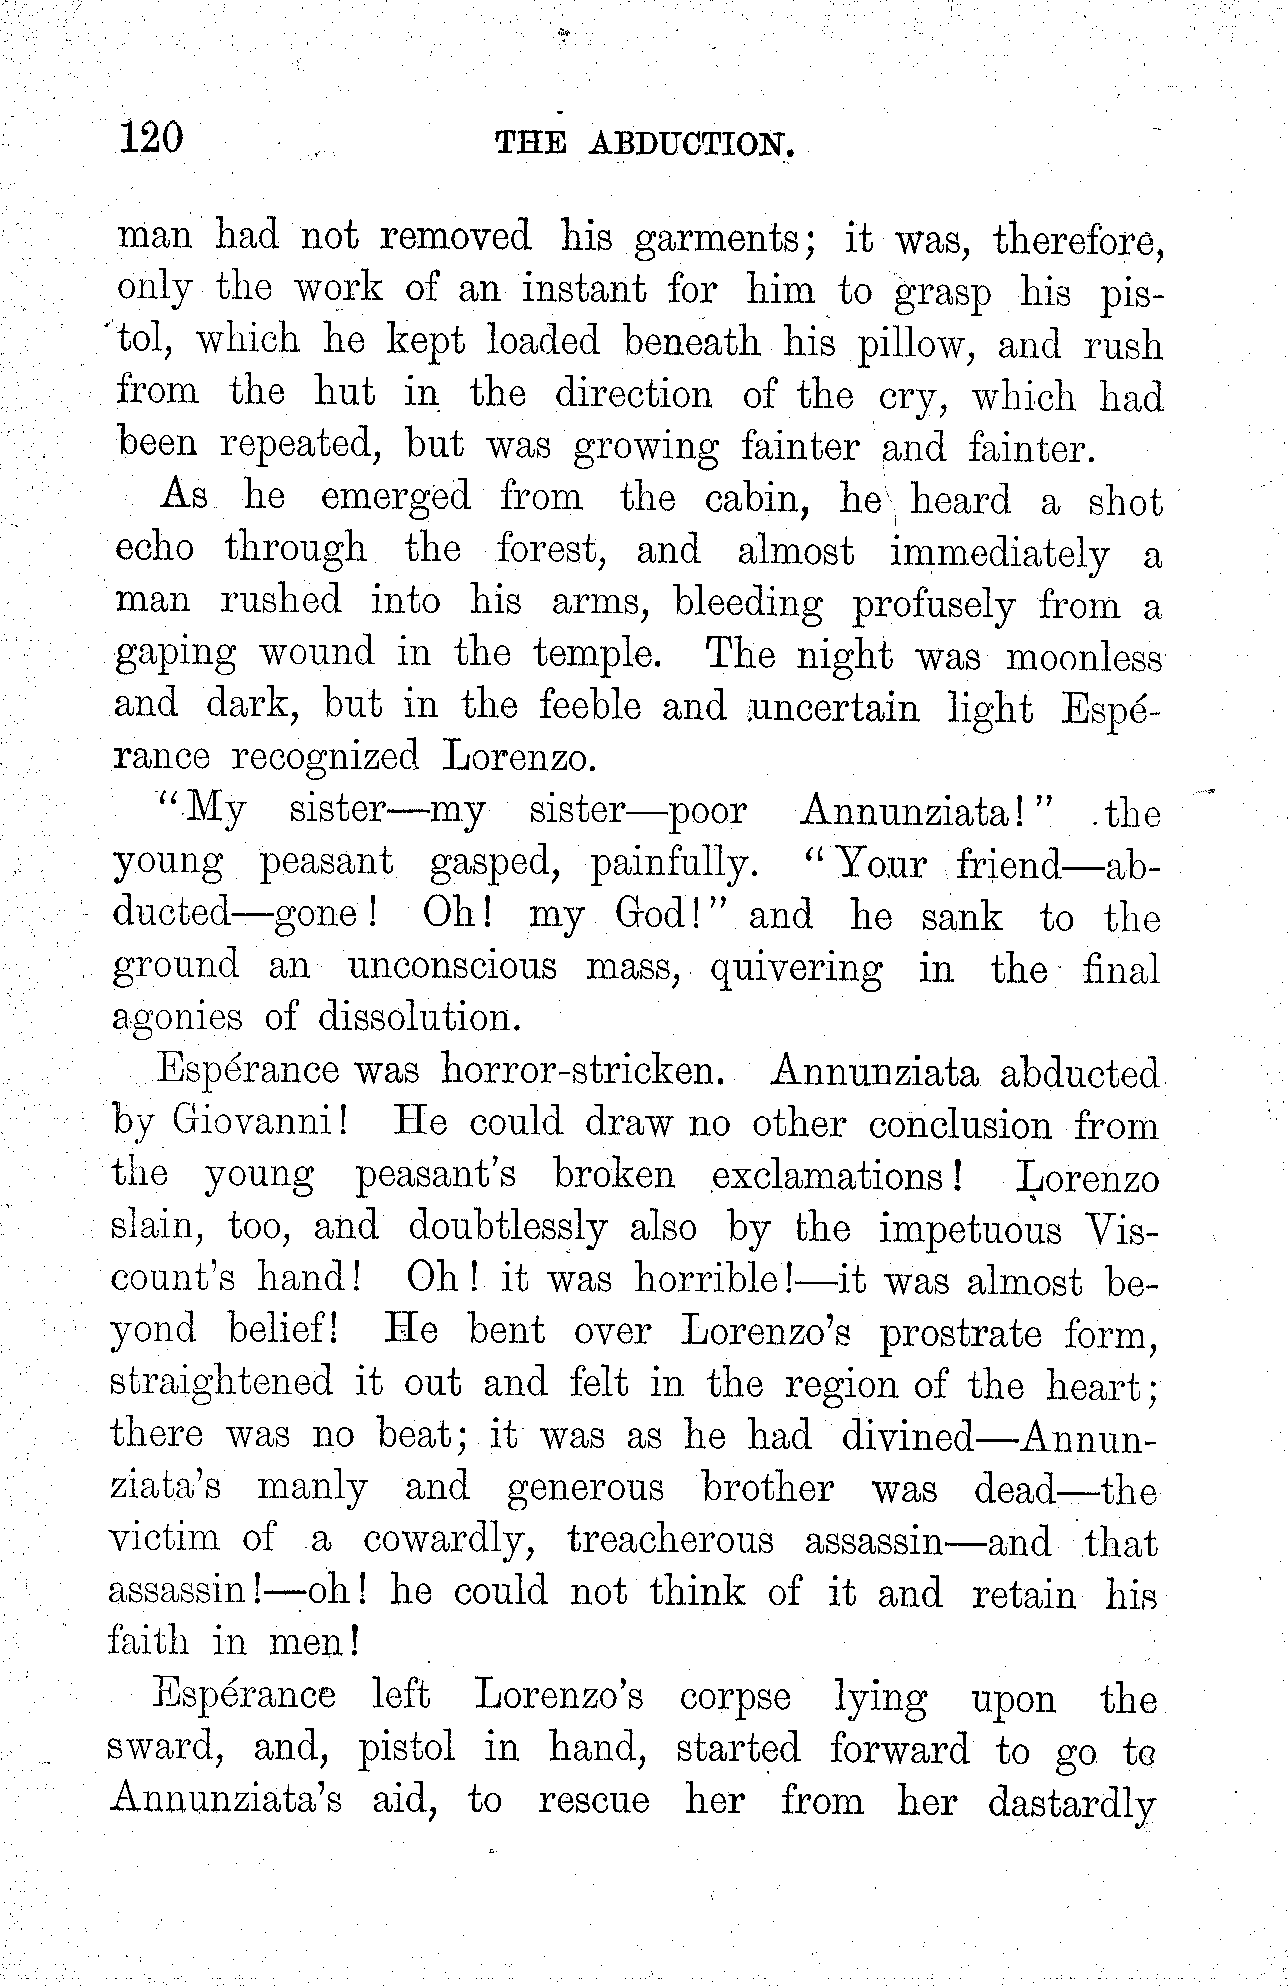 120 THE ABDUCTION.
man had not removed his garments; it was, therefore,
only the work of an instant for him to grasp his pis-
tol, which he kept loaded beneath his pillow, and rush
from the hut in the direction of the cry, which had
been repeated, but was growing fainter and fainter.
As he emerged from the cabin, he heard a shot
echo through the forest, and almost immediately a
man rushed into his arms, bleeding profusely from a
gaping wound in the temple. The night was moonless
and dark, but in the feeble and uncertain light Espé-
rance recognized Lorenzo.
"My sister—my sister—poor Annunziata!" the
young peasant gasped, painfully. "Your friend—ab-
ducted—gone! Oh! my God!" and he sank to the
ground an unconscious mass, quivering in the final
agonies of dissolution.
Espérance was horror-stricken. Annunziata abducted
by Giovanni! He could draw no other conclusion from
the young peasant's broken exclamations! Lorenzo
slain, too, and doubtlessly also by the impetuous Vis-
count's hand! Oh! it was horrible!—it was almost be-
yond belief! He bent over Lorenzo's prostrate form,
straightened it out and felt in the region of the heart;
there was no beat; it was as he had divined—Annun-
ziata's manly and generous brother was dead—the
victim of a cowardly, treacherous assassin—and that
assassin!—oh! he could not think of it and retain his
faith in men!
Espérance left Lorenzo's corpse lying upon the
sward, and, pistol in hand, started forward to go to
Annunziata's aid, to rescue her from her dastardly